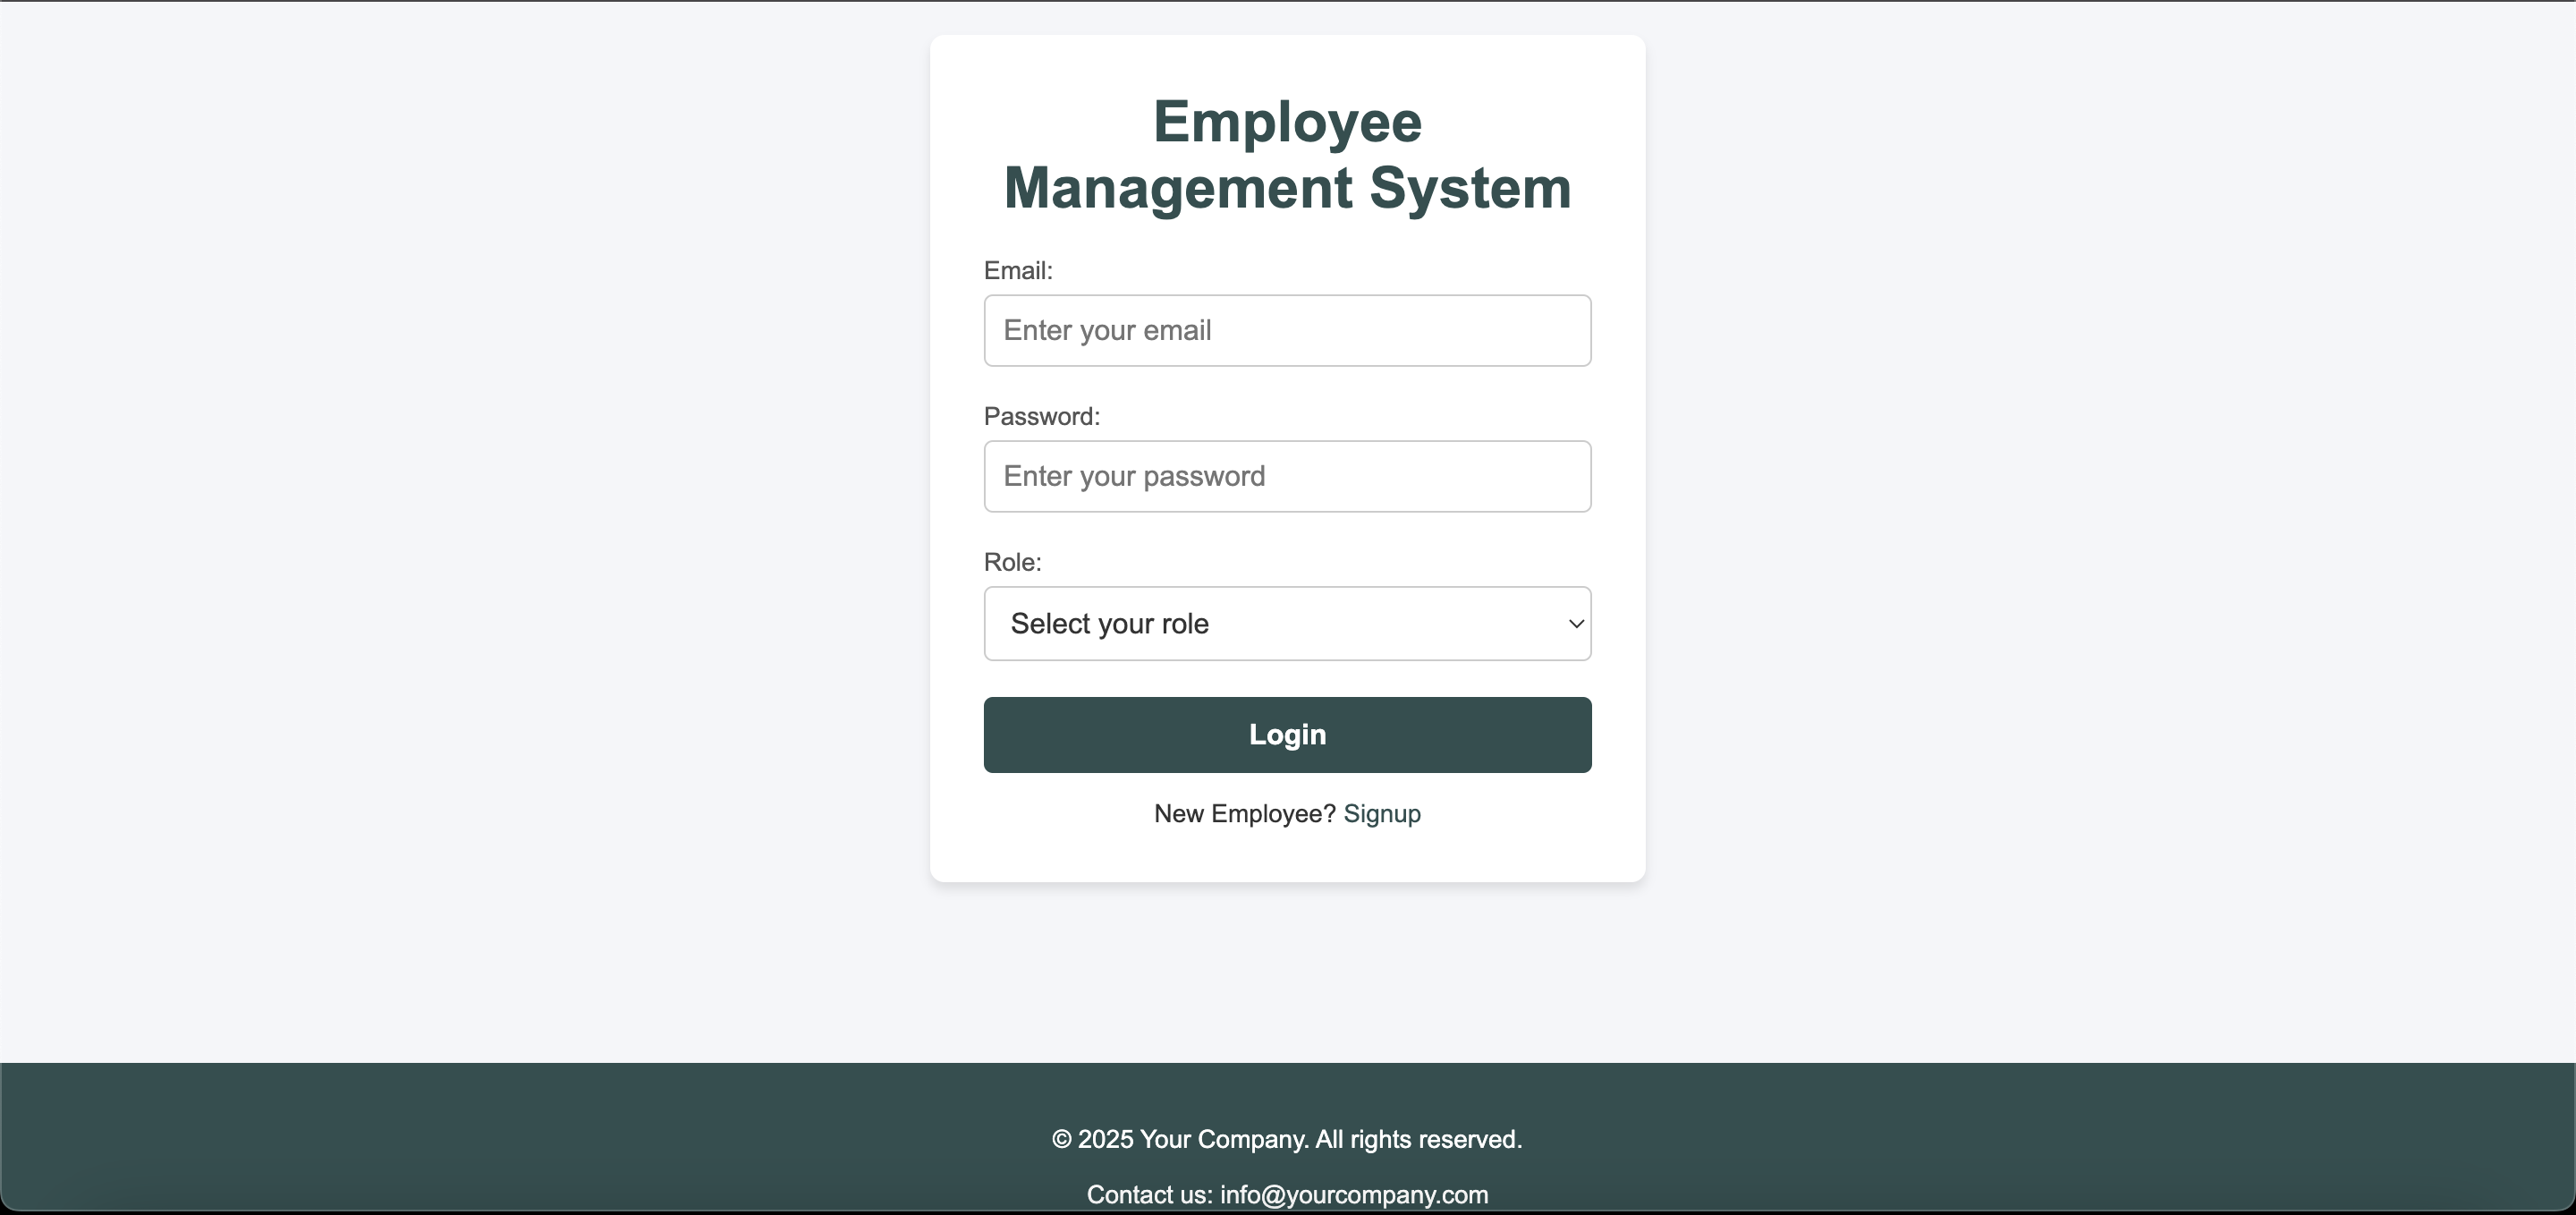 Employee
Management System
Email:
Enter your email
Password:
Enter your password
Role:
Select your role
Login
New Employee? Signup
© 2025 Your Company. All rights reserved.
Contact us: info@yourcompany.com